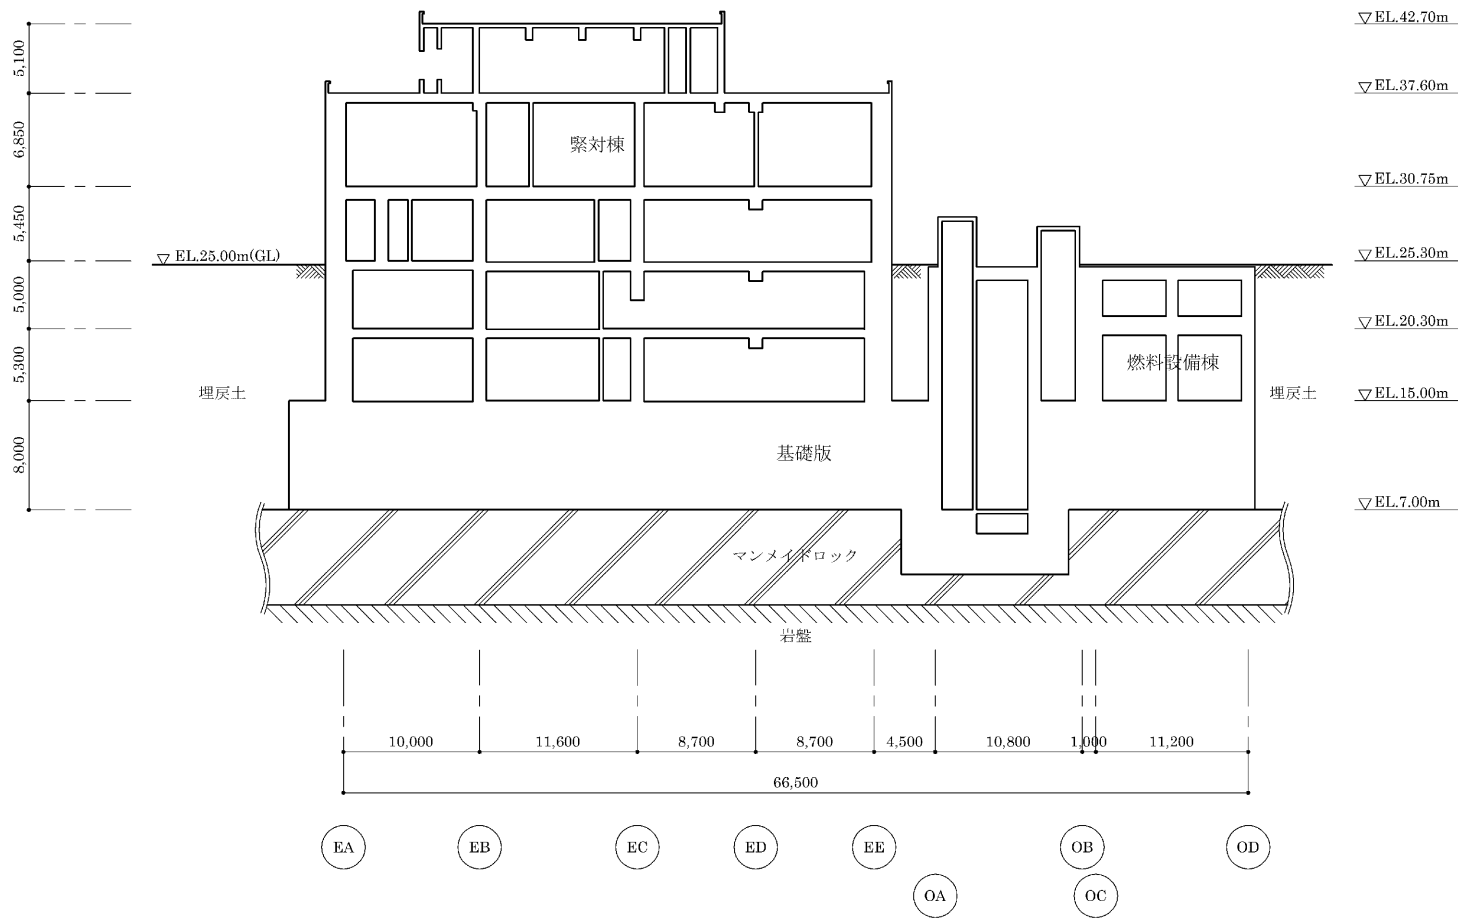 EL.42.70m
5,100
EL.37.60m
6,850
緊対棟
EL.30.75m
5,450
EL.25.00m(GL)
EL.25.30m
5,000
EL.20.30m
5,300
燃料設備棟
埋戻土
埋戻土
EL.15.00m
8,000
基礎版
EL.7.00m
マンメイドロック
岩盤
10,000 11,600 8,700 8,700 4,500 10,800 1,000 11,200
66,500
EA EB EC ED EE OB OD
OA OC